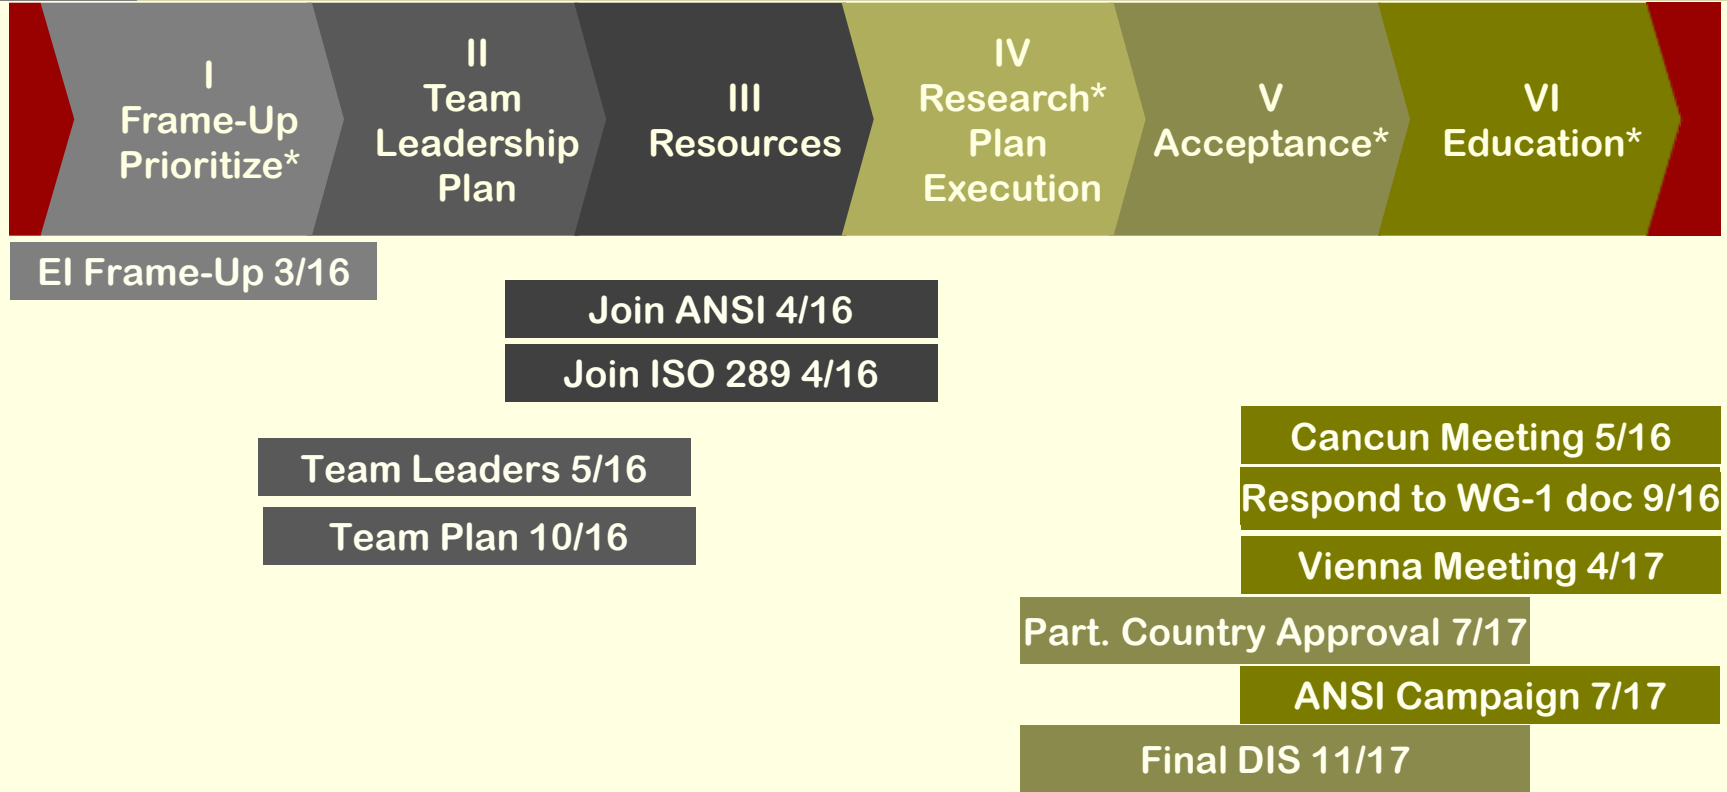 I
Frame-Up
Prioritize*
II
Team
Leadership
Plan
III
Resources
IV
Research*
Plan
Execution
V
Acceptance*
VI
Education*
EI Frame-Up 3/16
Join ANSI 4/16
Join ISO 289 4/16
Cancun Meeting 5/16
Team Leaders 5/16
Respond to WG-1 doc 9/16
Team Plan 10/16
Vienna Meeting 4/17
Part. Country Approval 7/17
ANSI Campaign 7/17
Final DIS 11/17